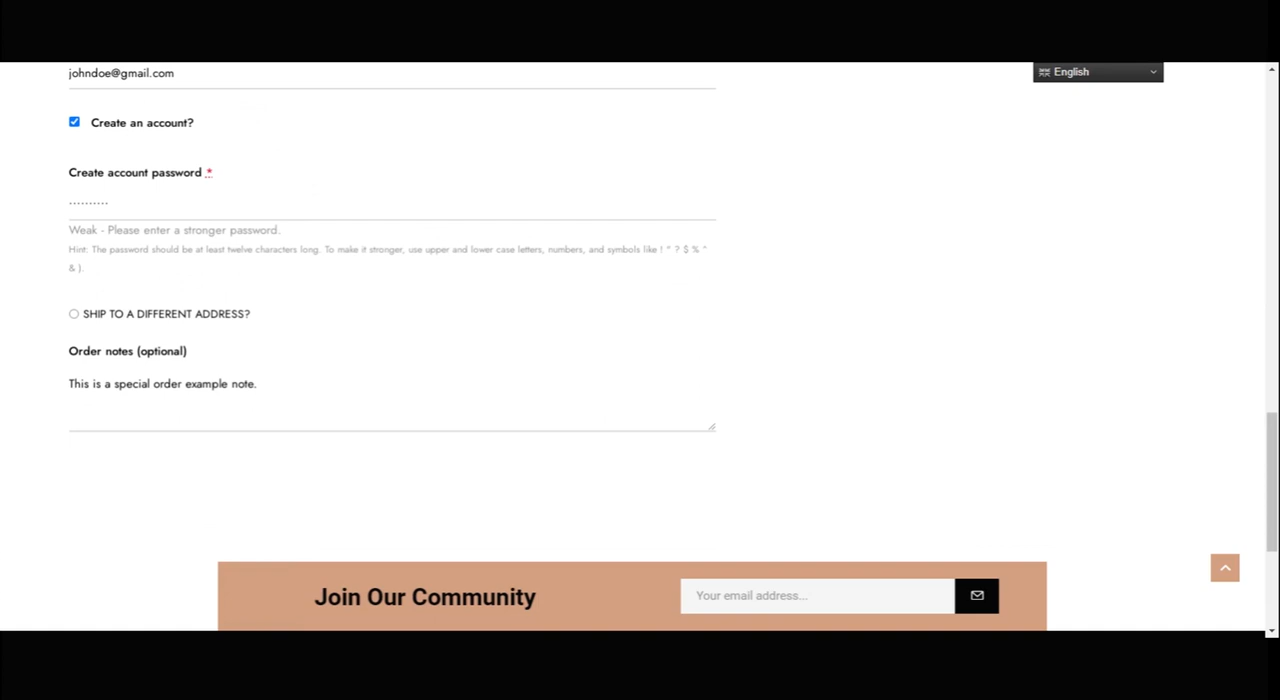 johndoe@gmail.com
English
Create an account?
Create account password *
··········
Weak - Please enter a stronger password.
Hint: The password should be at least twelve characters long. To make it stronger, use upper and lower case letters, numbers, and symbols like ! " ? $ % ^
& ).
SHIP TO A DIFFERENT ADDRESS?
Order notes (optional)
This is a special order example note.
Join Our Community
Your email address...